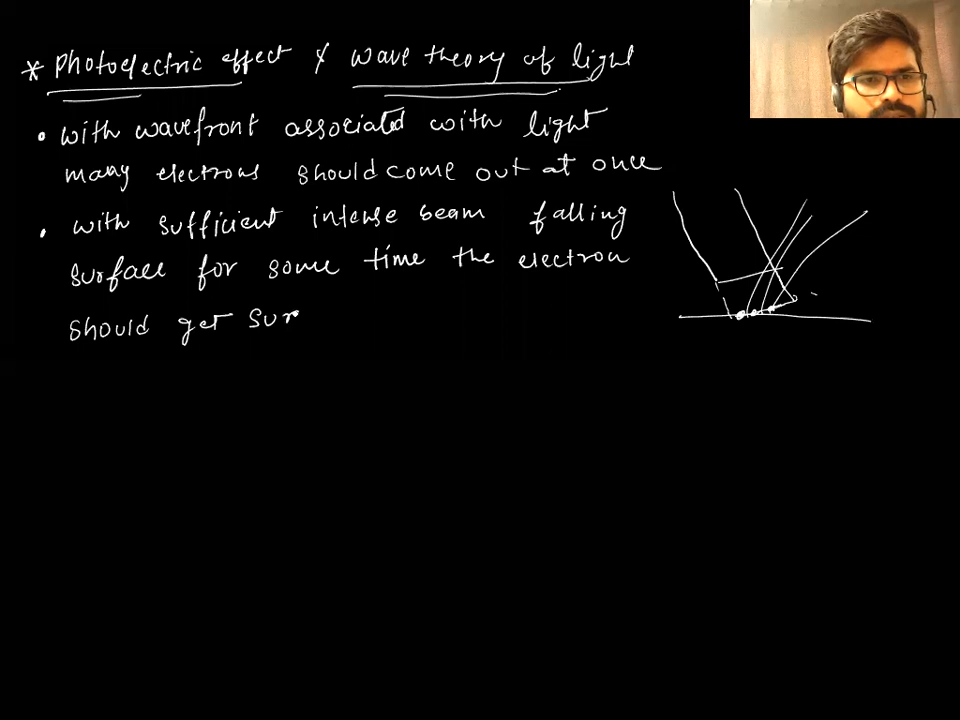 * Photoelectric effect & wave theory of light
• with wavefront associated with light
many electrons should come out at once
• with sufficient intense beam falling
surface for some time the electron
should get sur